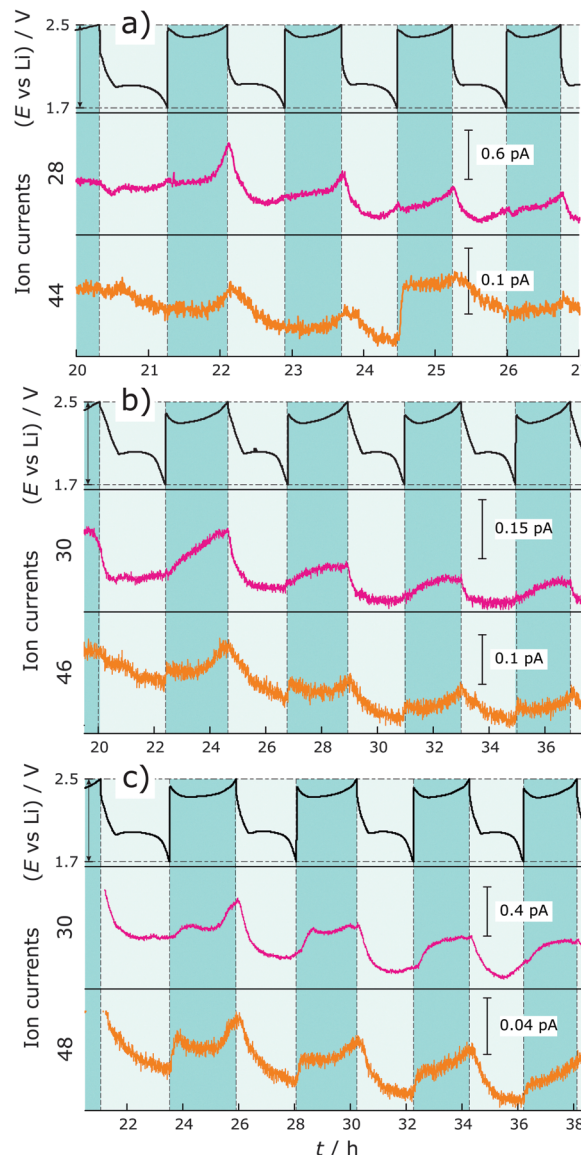 a)
2.5
1.7
(E vs Li) / V
Ion currents
28
0.6 pA
44
0.1 pA
20 21 22 23 24 25 26
b)
2.5
1.7
(E vs Li) / V
Ion currents
30
0.15 pA
46
0.1 pA
20 22 24 26 28 30 32 34 36
c)
2.5
1.7
(E vs Li) / V
Ion currents
30
0.4 pA
48
0.04 pA
22 24 26 28 30 32 34 36 38
t / h